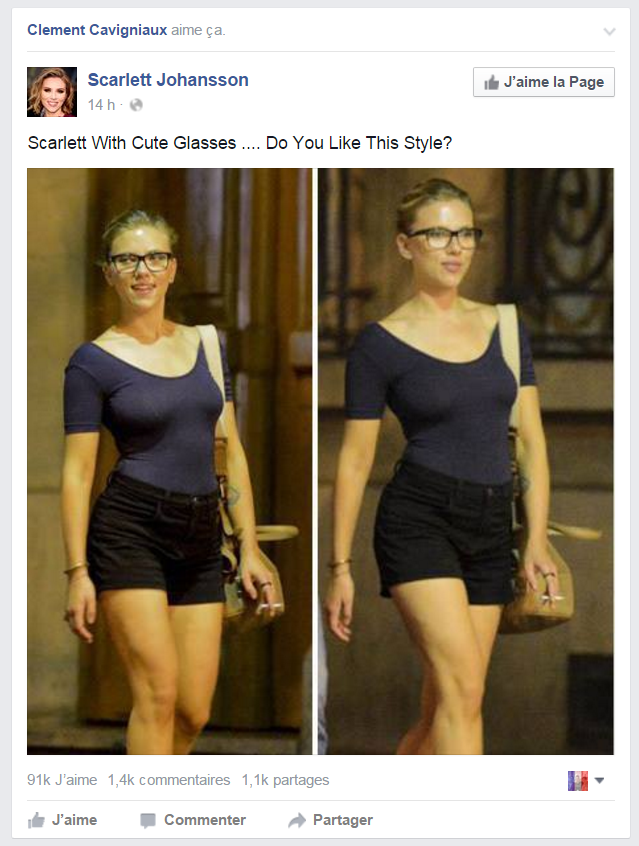 Clement Cavigniaux aime ça.
Scarlett Johansson
J'aime la Page
14 h ·
Scarlett With Cute Glasses .... Do You Like This Style?
91k J'aime 1,4k commentaires 1,1k partages
J'aime Commenter Partager